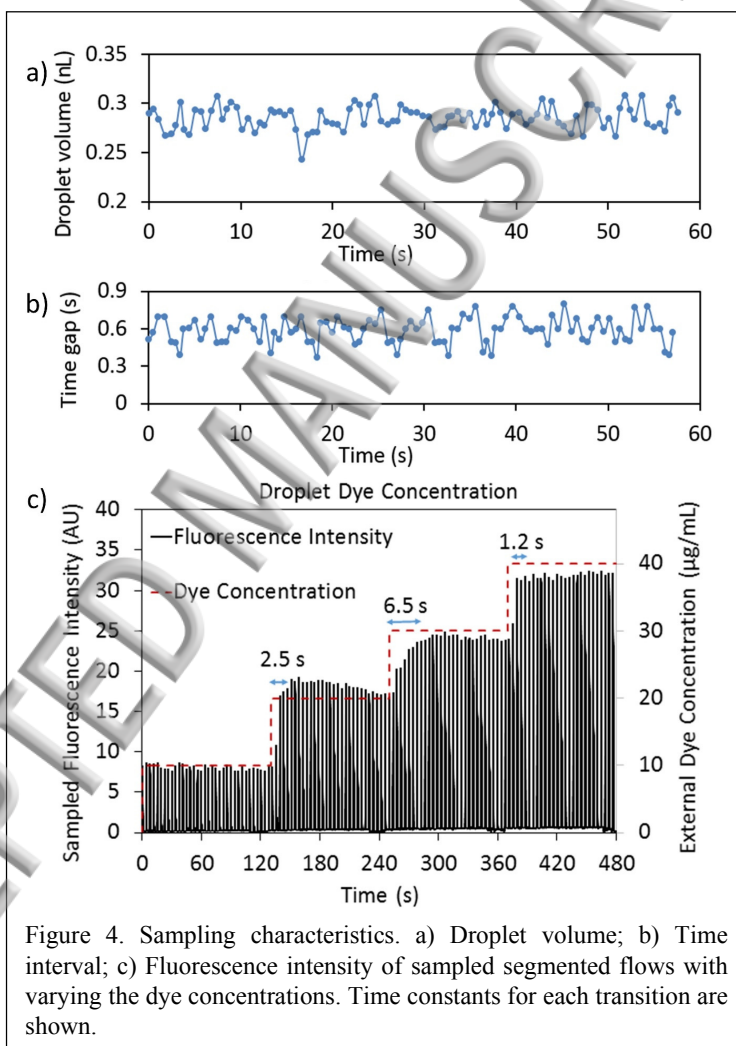 a)
Droplet volume (nL)
0.35
0.3
0.25
0.2
0 10 20 30 40 50 60
Time (s)
b)
Time gap (s)
0.9
0.6
0.3
0
0 10 20 30 40 50 60
Time (s)
c)
Droplet Dye Concentration
Sampled Fluorescence Intensity (AU)
40
35
30
25
20
15
10
5
0
Fluorescence Intensity
Dye Concentration
2.5 s
6.5 s
1.2 s
40
30
20
10
0
External Dye Concentration (µg/mL)
0 60 120 180 240 300 360 420 480
Time (s)
Figure 4. Sampling characteristics. a) Droplet volume; b) Time
interval; c) Fluorescence intensity of sampled segmented flows with
varying the dye concentrations. Time constants for each transition are
shown.
PTED MANUSCR